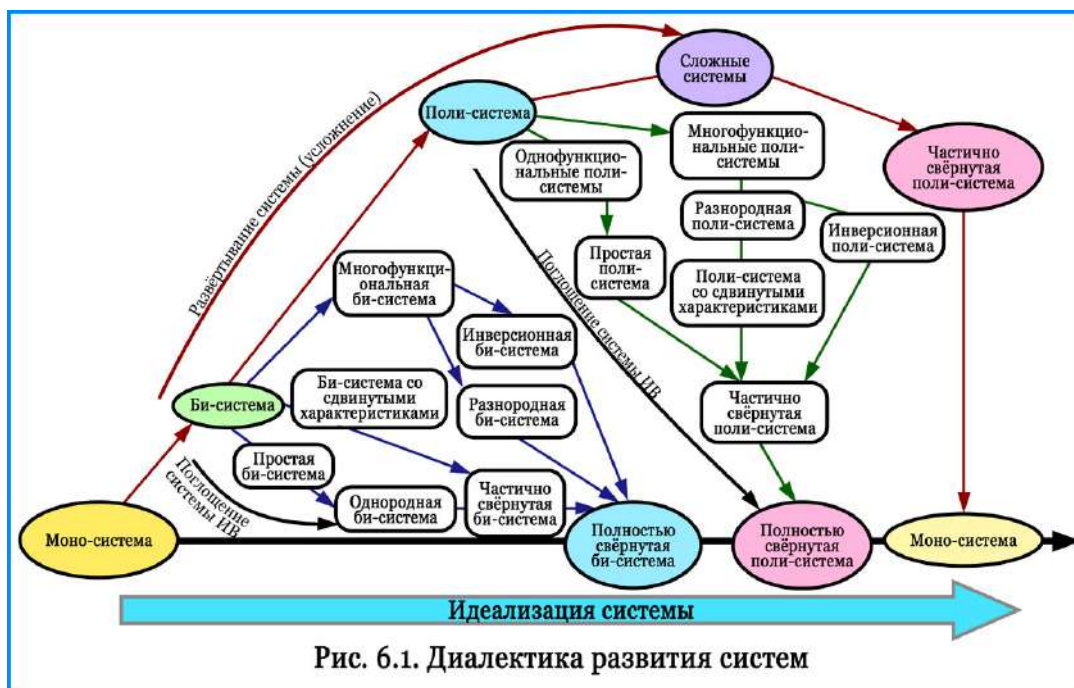 Сложные
системы
Развёртывание системы (усложнение)
Поли-система
Многофункцио-
нальные поли-
системы
Частично
свёрнутая
поли-система
Однофункцио-
нальные поли-
системы
Разнородная
поли-система
Инверсионная
поли-система
Простая
поли-
система
Поглощение системы ИВ
Многофункци-
ональная
би-система
Поли-система
со сдвинутыми
характеристиками
Инверсионная
би-система
Би-система
Би-система со
сдвинутыми
характеристиками
Разнородная
би-система
Частично
свёрнутая
поли-система
Простая
би-система
Поглощение
системы ИВ
Однородная
би-система
Частично
свёрнутая
би-система
Моно-система
Полностью
свёрнутая
би-система
Полностью
свёрнутая
поли-система
Моно-система
Идеализация системы
Рис. 6.1. Диалектика развития систем